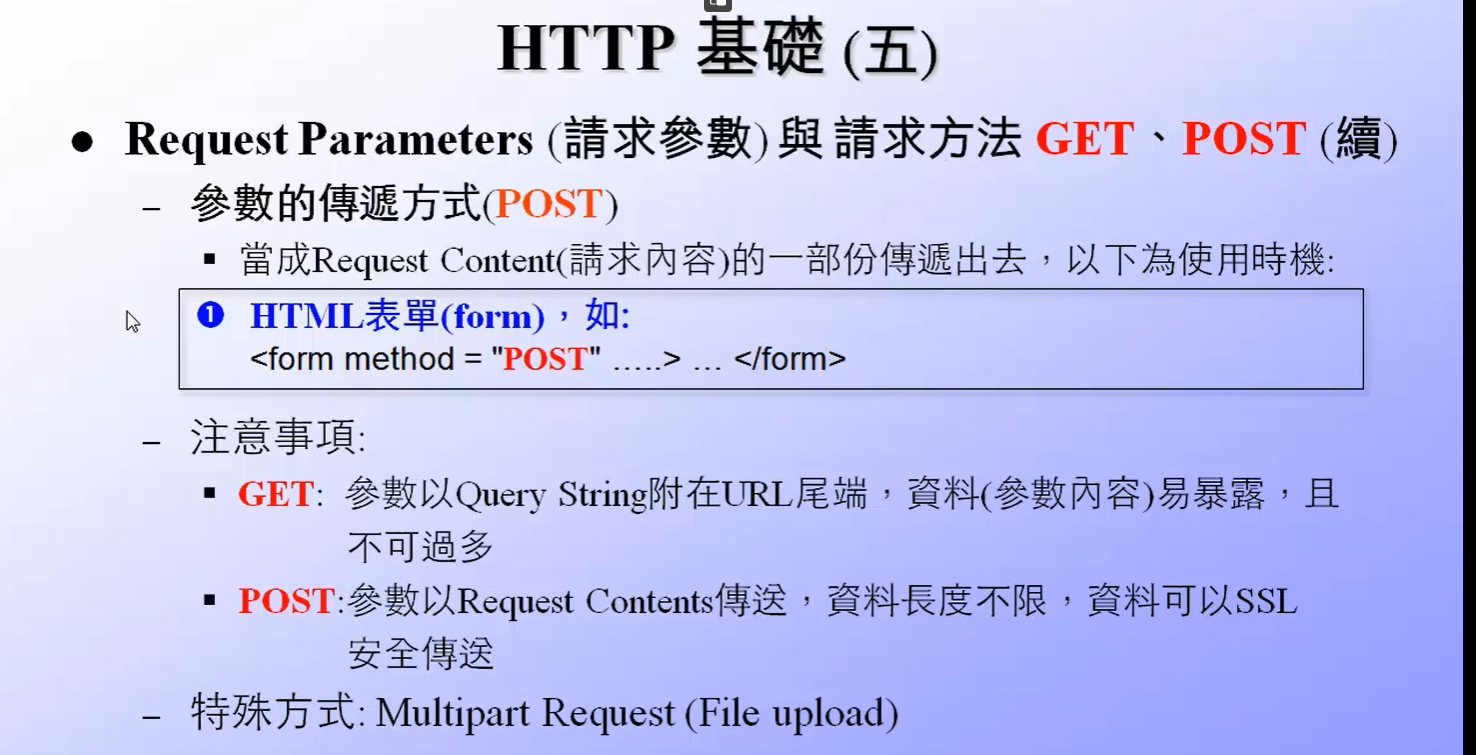 HTTP 基礎 (五)
● Request Parameters (請求參數) 與 請求方法 GET、POST (續)
– 參數的傳遞方式(POST)
▪ 當成Request Content(請求內容)的一部份傳遞出去，以下為使用時機:
❶ HTML表單(form)，如:
<form method = "POST" …..> … </form>
– 注意事項:
▪ GET: 參數以Query String附在URL尾端，資料(參數內容)易暴露，且
不可過多
▪ POST:參數以Request Contents傳送，資料長度不限，資料可以SSL
安全傳送
– 特殊方式: Multipart Request (File upload)